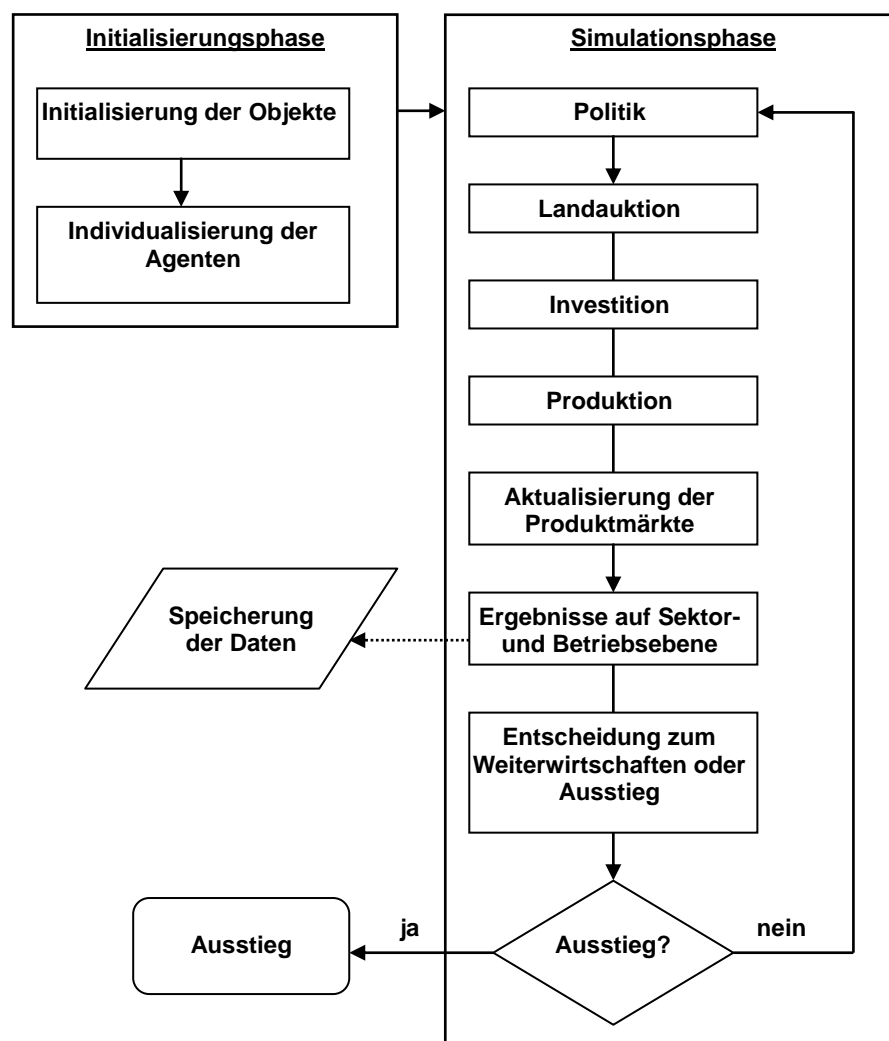 Initialisierungsphase
Initialisierung der Objekte
Individualisierung der
Agenten
Simulationsphase
Politik
Landauktion
Investition
Produktion
Aktualisierung der
Produktmärkte
Ergebnisse auf Sektor-
und Betriebsebene
Speicherung
der Daten
Entscheidung zum
Weiterwirtschaften oder
Ausstieg
Ausstieg?
ja
nein
Ausstieg